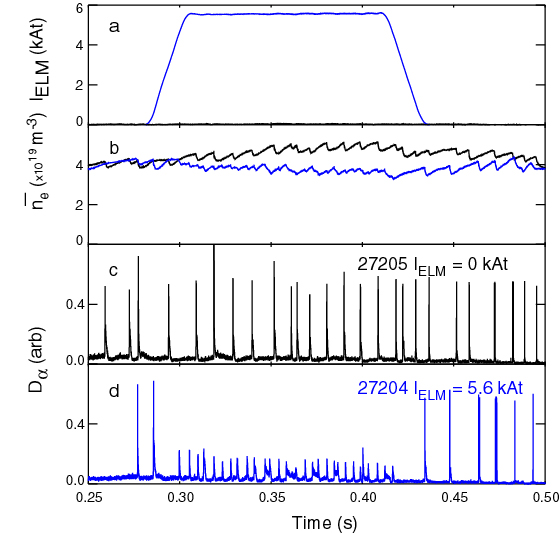 6
a
4
2
0
I_ELM (kAt)
b
4
2
0
n̅_e (x10^19 m^-3)
c
27205 I_ELM = 0 kAt
0.4
0.0
d
27204 I_ELM = 5.6 kAt
0.4
0.0
D_α (arb)
0.25 0.30 0.35 0.40 0.45 0.50
Time (s)